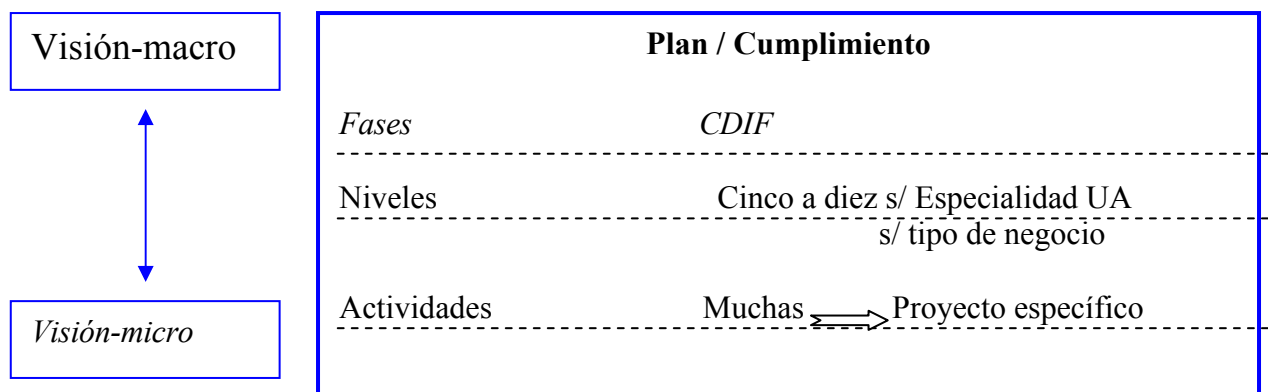 Visión-macro
Plan / Cumplimiento
Fases CDIF
Niveles Cinco a diez s/ Especialidad UA
s/ tipo de negocio
Actividades Muchas Proyecto específico
Visión-micro